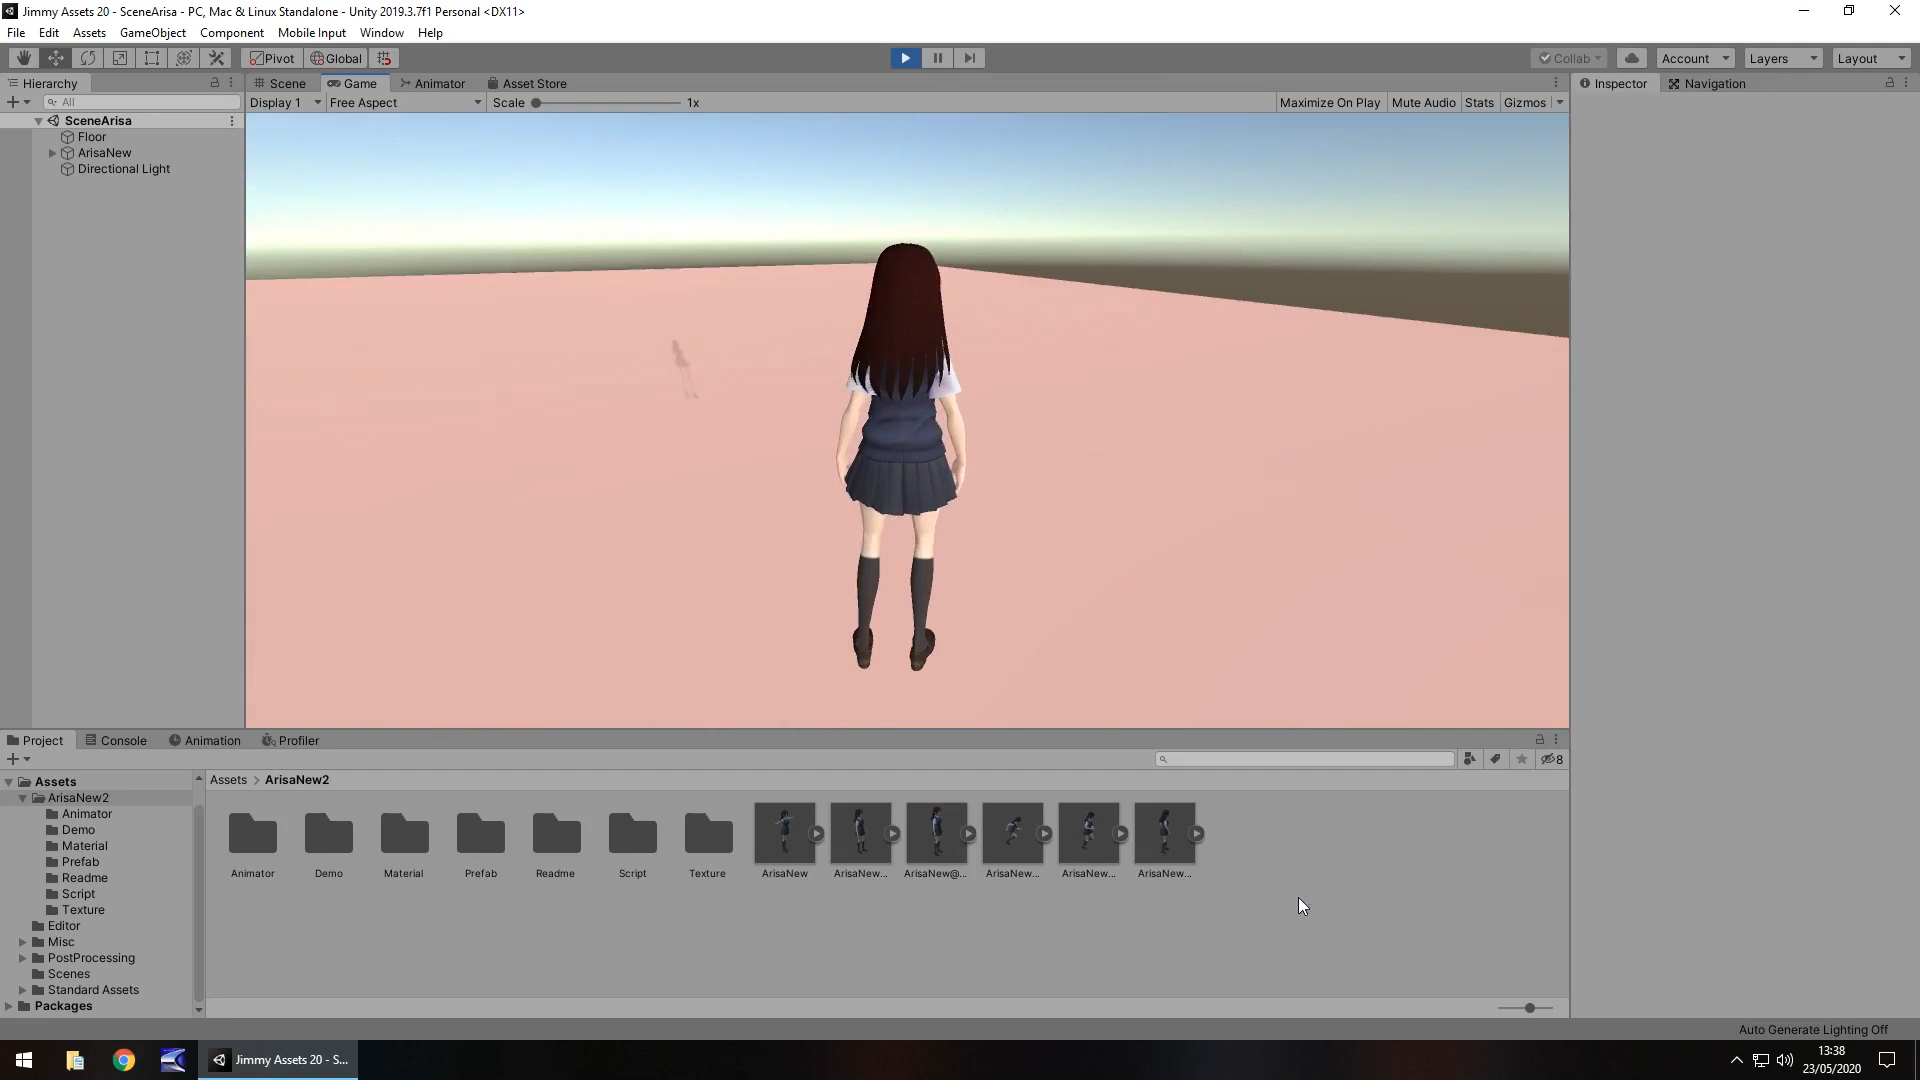 Jimmy Assets 20 - SceneArisa - PC, Mac & Linux Standalone - Unity 2019.3.7f1 Personal <DX11>
File Edit Assets GameObject Component Mobile Input Window Help
Pivot Global Collab Account Layers Layout
Hierarchy Scene Game Animator Asset Store Inspector Navigation
All Display 1 Free Aspect Scale 1x Maximize On Play Mute Audio Stats Gizmos
SceneArisa
Floor
ArisaNew
Directional Light
Project Console Animation Profiler
8
Assets
ArisaNew2
Animator
Demo
Material
Prefab
Readme
Script
Texture
Editor
Misc
PostProcessing
Scenes
Standard Assets
Packages
Assets > ArisaNew2
Animator Demo Material Prefab Readme Script Texture ArisaNew ArisaNew... ArisaNew@... ArisaNew... ArisaNew... ArisaNew...
Auto Generate Lighting Off
Jimmy Assets 20 - S...
13:38
23/05/2020